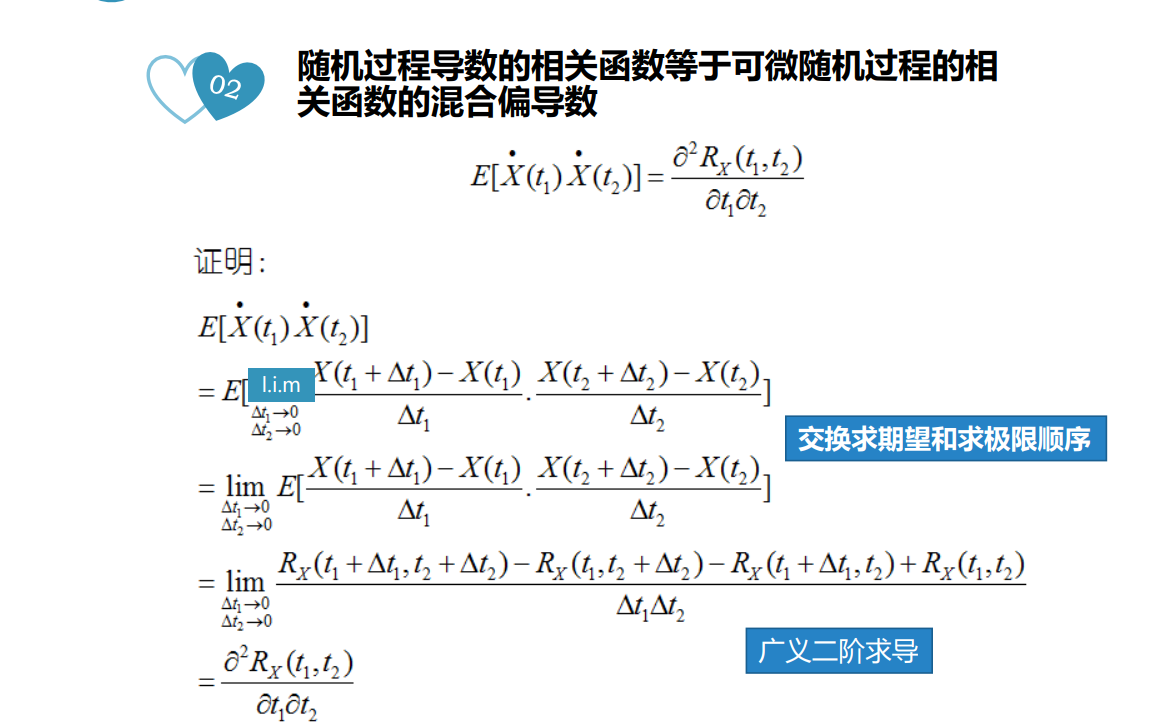 02
随机过程导数的相关函数等于可微随机过程的相
关函数的混合偏导数
$E[\dot{X}(t_1)\dot{X}(t_2)]=\frac{\partial^2 R_X(t_1,t_2)}{\partial t_1 \partial t_2}$
证明:
$E[\dot{X}(t_1)\dot{X}(t_2)]$
$=E[\underset{\substack{\Delta t_1 \to 0 \\ \Delta t_2 \to 0}}{\text{l.i.m}} \frac{X(t_1+\Delta t_1)-X(t_1)}{\Delta t_1}.\frac{X(t_2+\Delta t_2)-X(t_2)}{\Delta t_2}]$
交换求期望和求极限顺序
$=\lim_{\substack{\Delta t_1 \to 0 \\ \Delta t_2 \to 0}} E[\frac{X(t_1+\Delta t_1)-X(t_1)}{\Delta t_1}.\frac{X(t_2+\Delta t_2)-X(t_2)}{\Delta t_2}]$
$=\lim_{\substack{\Delta t_1 \to 0 \\ \Delta t_2 \to 0}} \frac{R_X(t_1+\Delta t_1,t_2+\Delta t_2)-R_X(t_1,t_2+\Delta t_2)-R_X(t_1+\Delta t_1,t_2)+R_X(t_1,t_2)}{\Delta t_1 \Delta t_2}$
广义二阶求导
$=\frac{\partial^2 R_X(t_1,t_2)}{\partial t_1 \partial t_2}$